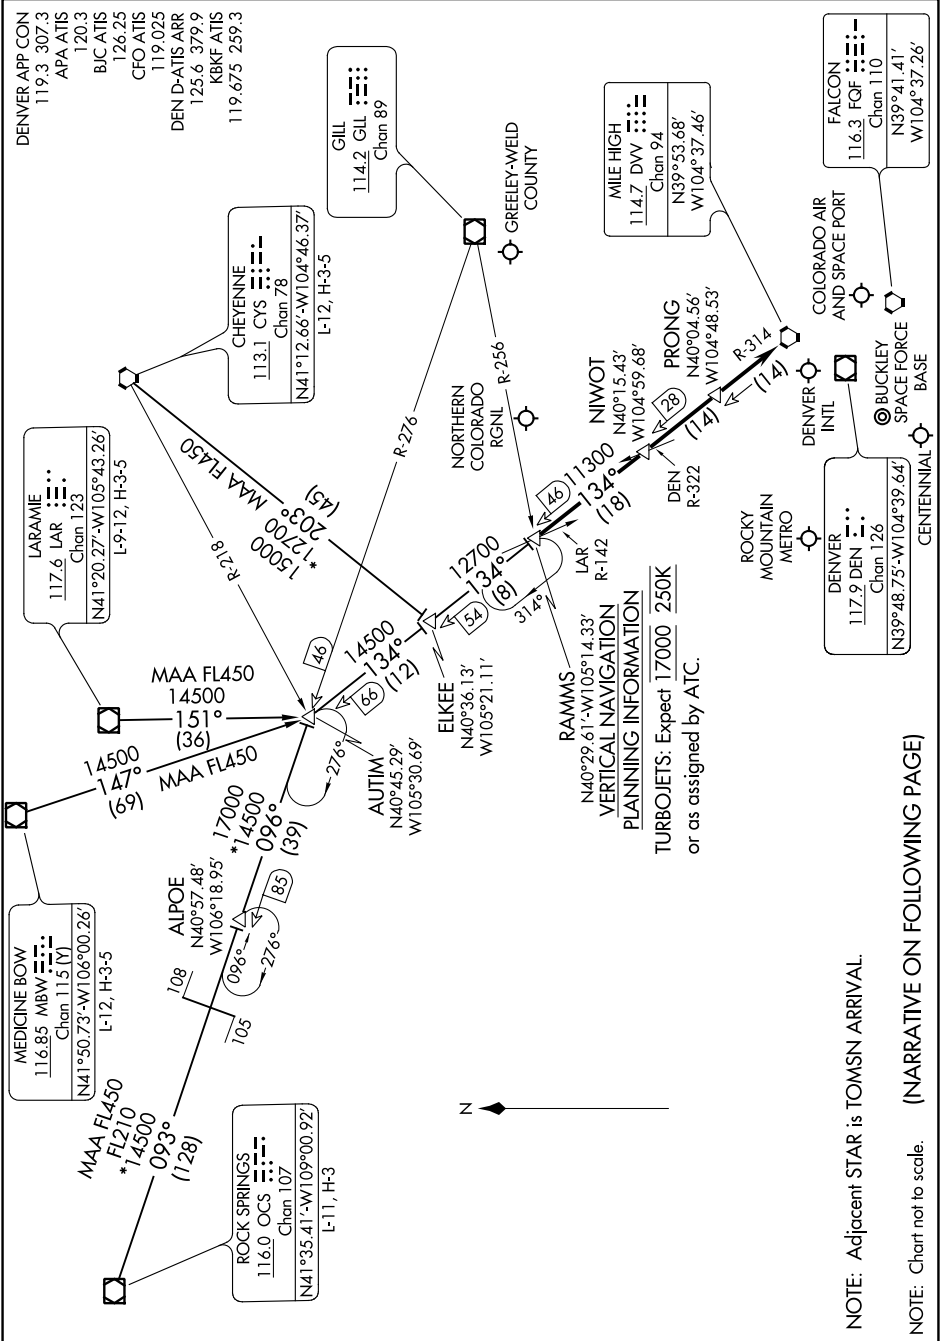 DENVER APP CON
119.3 307.3
APA ATIS
120.3
BJC ATIS
126.25
CFO ATIS
119.025
DEN D-ATIS ARR
125.6 379.9
KBKF ATIS
119.675 259.3
GILL
114.2 GLL
Chan 89
GREELEY-WELD
COUNTY
MILE HIGH
114.7 DVV
Chan 94
N39°53.68'
W104°37.46'
FALCON
116.3 FQF
Chan 110
N39°41.41'
W104°37.26'
CHEYENNE
113.1 CYS
Chan 78
N41°12.66'-W104°46.37'
L-12, H-3-5
COLORADO AIR
AND SPACE PORT
LARAMIE
117.6 LAR
Chan 123
N41°20.27'-W105°43.26'
L-9-12, H-3-5
MAA FL450
15000
*12700
203°
(45)
R-218
R-276
R-256
NORTHERN
COLORADO
RGNL
NIWOT
N40°15.43'
W104°59.68'
PRONG
N40°04.56'
W104°48.53'
R-314
(14)
28
(14)
DEN
R-322
DENVER
INTL
BUCKLEY
SPACE FORCE
BASE
CENTENNIAL
ROCKY
MOUNTAIN
METRO
DENVER
117.9 DEN
Chan 126
N39°48.75'-W104°39.64'
46
11300
134°
(18)
LAR
R-142
12700
134°
(8)
54
314°
RAMMS
N40°29.61'-W105°14.33'
MAA FL450
14500
151°
(36)
14500
147°
(69)
MAA FL450
46
14500
134°
(12)
66
ELKEE
N40°36.13'
W105°21.11'
276°
AUTIM
N40°45.29'
W105°30.69'
VERTICAL NAVIGATION
PLANNING INFORMATION
TURBOJETS: Expect 17000 250K
or as assigned by ATC.
MEDICINE BOW
116.85 MBW
Chan 115 (Y)
N41°50.73'-W106°00.26'
L-12, H-3-5
17000
*14500
096°
(39)
ALPOE
N40°57.48'
W106°18.95'
85
096°
276°
108
105
MAA FL450
FL210
*14500
093°
(128)
ROCK SPRINGS
116.0 OCS
Chan 107
N41°35.41'-W109°00.92'
L-11, H-3
N
NOTE: Adjacent STAR is TOMSN ARRIVAL.
NOTE: Chart not to scale.
(NARRATIVE ON FOLLOWING PAGE)